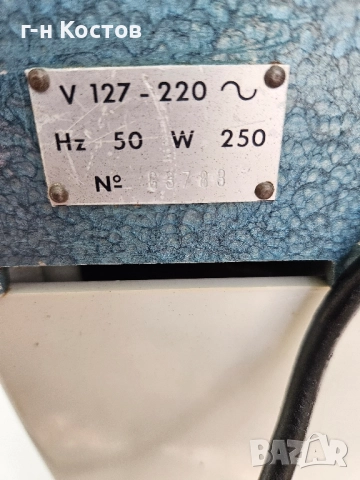 г-н Костов
V 127 - 220 ∿
Hz 50 W 250
Nº
BAZAR